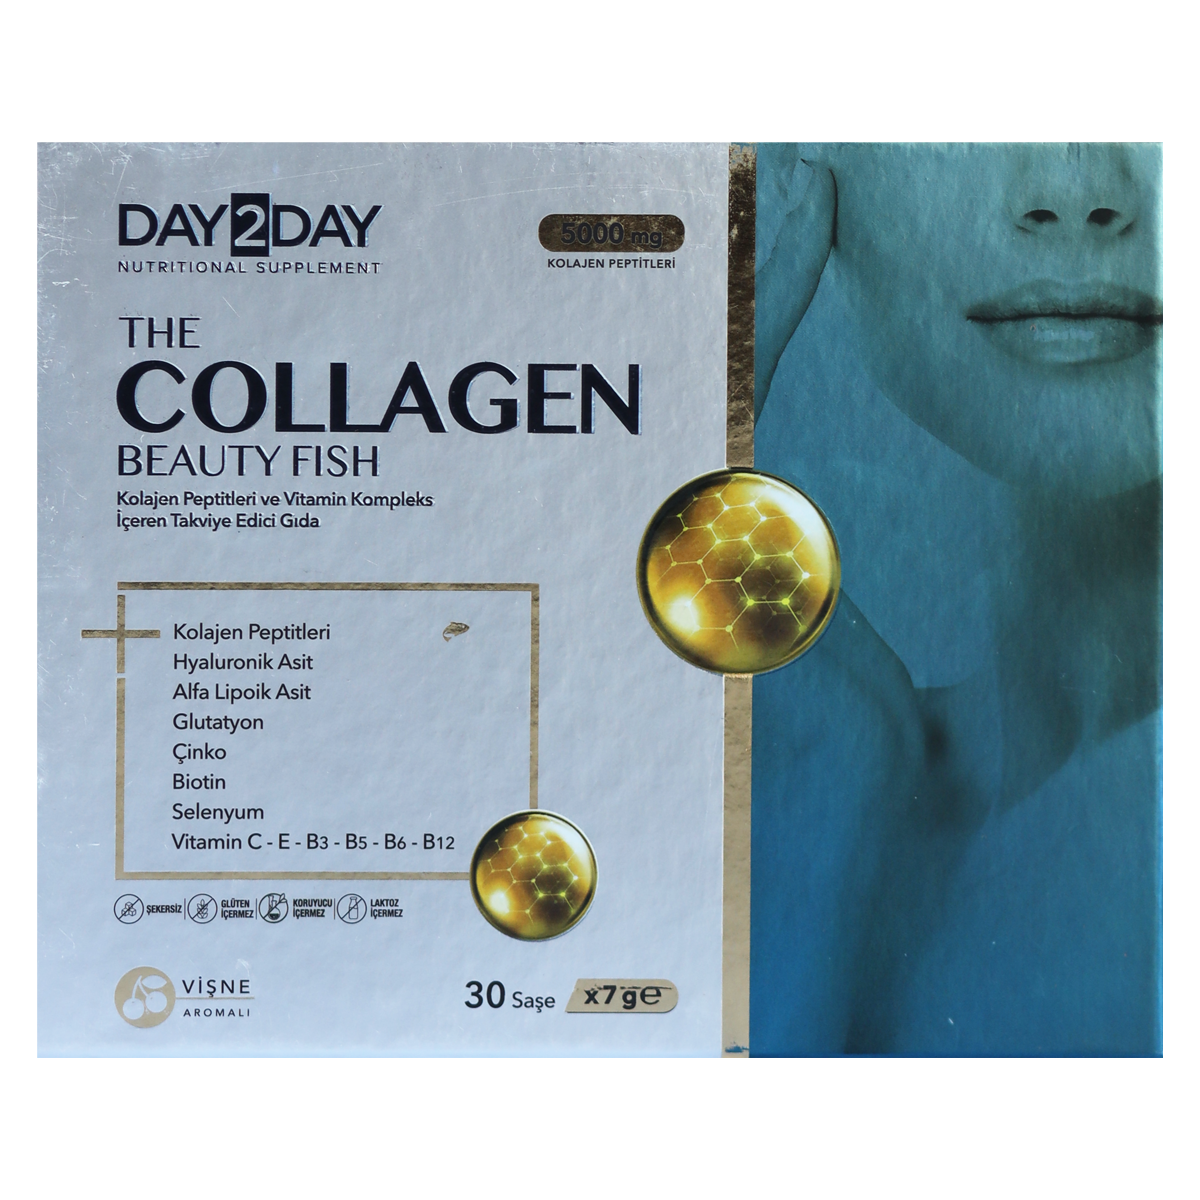 DAY2DAY
NUTRITIONAL SUPPLEMENT
5000 mg
KOLAJEN PEPTİTLERİ
THE
COLLAGEN
BEAUTY FISH
Kolajen Peptitleri ve Vitamin Kompleks
İçeren Takviye Edici Gıda
Kolajen Peptitleri
Hyaluronik Asit
Alfa Lipoik Asit
Glutatyon
Çinko
Biotin
Selenyum
Vitamin C - E - B3 - B5 - B6 - B12
ŞEKERSİZ
GLÜTEN
İÇERMEZ
KORUYUCU
İÇERMEZ
LAKTOZ
İÇERMEZ
VİŞNE
AROMALI
30 Saşe x7g℮